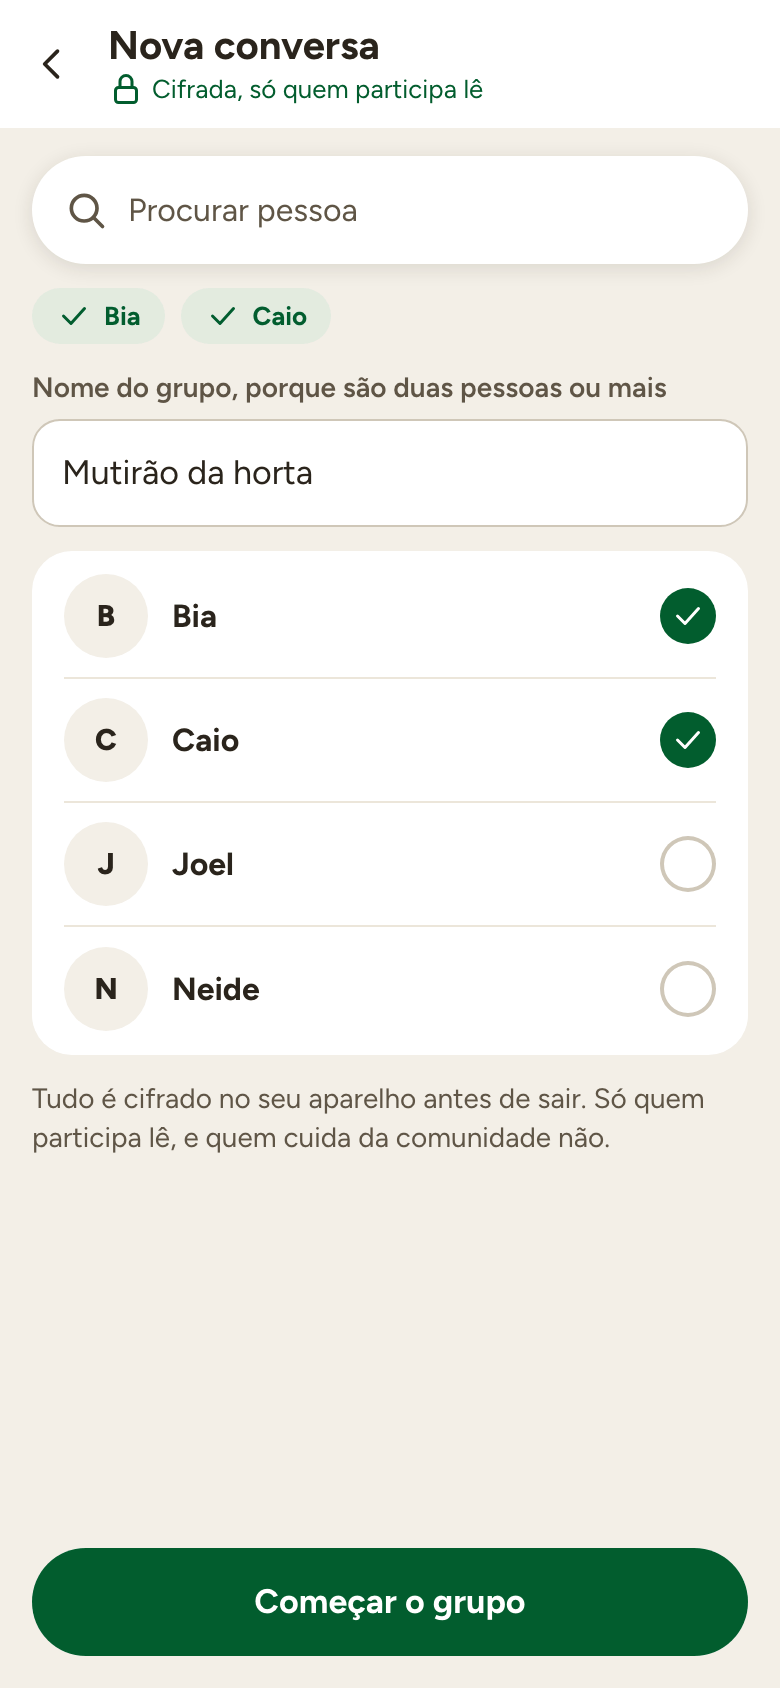 Nova conversa
Cifrada, só quem participa lê
Procurar pessoa
Bia
Caio
Nome do grupo, porque são duas pessoas ou mais
Mutirão da horta
B
Bia
C
Caio
J
Joel
N
Neide
Tudo é cifrado no seu aparelho antes de sair. Só quem
participa lê, e quem cuida da comunidade não.
Começar o grupo